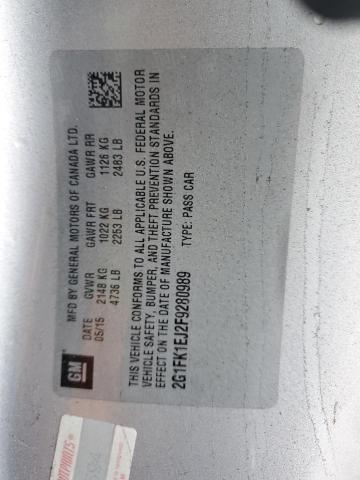 GM
MFD BY GENERAL MOTORS OF CANADA LTD.
DATE GVWR GAWR FRT GAWR RR
05/15 2148 KG 1022 KG 1126 KG
4736 LB 2253 LB 2483 LB
THIS VEHICLE CONFORMS TO ALL APPLICABLE U.S. FEDERAL MOTOR
VEHICLE SAFETY, BUMPER, AND THEFT PREVENTION STANDARDS IN
EFFECT ON THE DATE OF MANUFACTURE SHOWN ABOVE.
2G1FK1EJ2F9280989 TYPE: PASS CAR